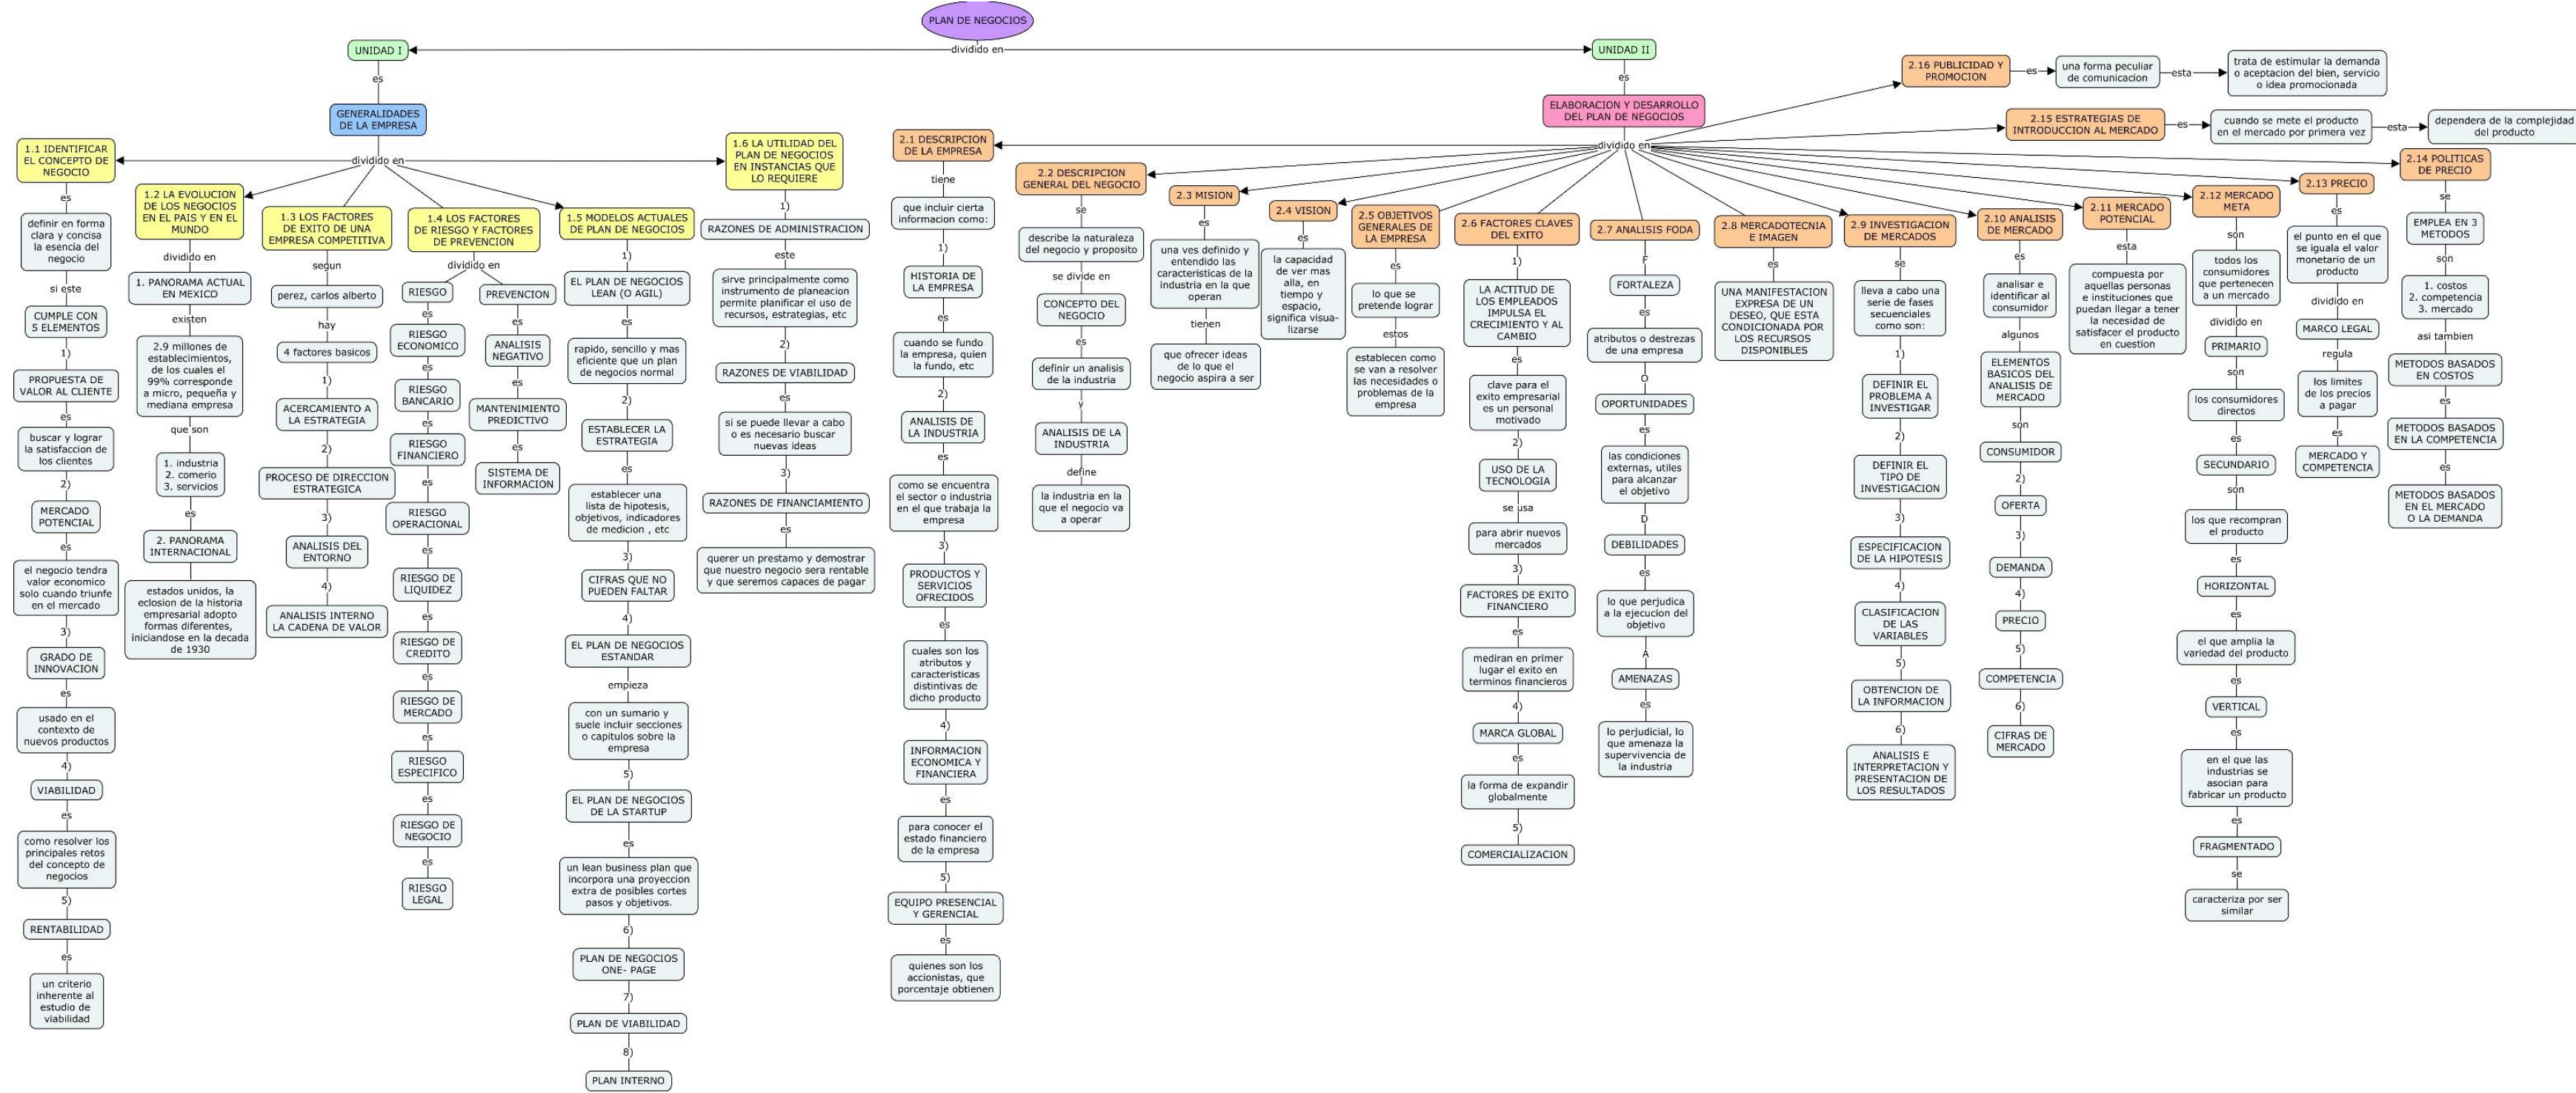 PLAN DE NEGOCIOS
dividido en
UNIDAD I
es
GENERALIDADES
DE LA EMPRESA
dividido en
1.1 IDENTIFICAR
EL CONCEPTO DE
NEGOCIO
es
definir en forma
clara y concisa
la esencia del
negocio
si este
CUMPLE CON
5 ELEMENTOS
1)
PROPUESTA DE
VALOR AL CLIENTE
es
buscar y lograr
la satisfaccion de
los clientes
2)
MERCADO
POTENCIAL
es
el negocio tendra
valor economico
solo cuando triunfe
en el mercado
3)
GRADO DE
INNOVACION
es
usado en el
contexto de
nuevos productos
4)
VIABILIDAD
es
como resolver los
principales retos
del concepto de
negocios
5)
RENTABILIDAD
es
un criterio
inherente al
estudio de
viabilidad
1.2 LA EVOLUCION
DE LOS NEGOCIOS
EN EL PAIS Y EN EL
MUNDO
dividido en
1. PANORAMA ACTUAL
EN MEXICO
existen
2.9 millones de
establecimientos,
de los cuales el
99% corresponde
a micro, pequeña y
mediana empresa
que son
1. industria
2. comerio
3. servicios
es
2. PANORAMA
INTERNACIONAL
estados unidos, la
eclosion de la historia
empresarial adopto
formas diferentes,
iniciandose en la decada
de 1930
1.3 LOS FACTORES
DE EXITO DE UNA
EMPRESA COMPETITIVA
segun
perez, carlos alberto
hay
4 factores basicos
1)
ACERCAMIENTO A
LA ESTRATEGIA
2)
PROCESO DE DIRECCION
ESTRATEGICA
3)
ANALISIS DEL
ENTORNO
4)
ANALISIS INTERNO
LA CADENA DE VALOR
1.4 LOS FACTORES
DE RIESGO Y FACTORES
DE PREVENCION
dividido en
RIESGO
es
RIESGO
ECONOMICO
es
RIESGO
BANCARIO
es
RIESGO
FINANCIERO
es
RIESGO
OPERACIONAL
es
RIESGO DE
LIQUIDEZ
es
RIESGO DE
CREDITO
es
RIESGO DE
MERCADO
es
RIESGO
ESPECIFICO
es
RIESGO DE
NEGOCIO
es
RIESGO
LEGAL
PREVENCION
es
ANALISIS
NEGATIVO
es
MANTENIMIENTO
PREDICTIVO
es
SISTEMA DE
INFORMACION
1.5 MODELOS ACTUALES
DE PLAN DE NEGOCIOS
1)
EL PLAN DE NEGOCIOS
LEAN (O AGIL)
es
rapido, sencillo y mas
eficiente que un plan
de negocios normal
2)
ESTABLECER LA
ESTRATEGIA
es
establecer una
lista de hipotesis,
objetivos, indicadores
de medicion , etc
3)
CIFRAS QUE NO
PUEDEN FALTAR
4)
EL PLAN DE NEGOCIOS
ESTANDAR
empieza
con un sumario y
suele incluir secciones
o capitulos sobre la
empresa
5)
EL PLAN DE NEGOCIOS
DE LA STARTUP
es
un lean business plan que
incorpora una proyeccion
extra de posibles cortes
pasos y objetivos.
6)
PLAN DE NEGOCIOS
ONE- PAGE
7)
PLAN DE VIABILIDAD
8)
PLAN INTERNO
1.6 LA UTILIDAD DEL
PLAN DE NEGOCIOS
EN INSTANCIAS QUE
LO REQUIERE
1)
RAZONES DE ADMINISTRACION
este
sirve principalmente como
instrumento de planeacion
permite planificar el uso de
recursos, estrategias, etc
2)
RAZONES DE VIABILIDAD
es
si se puede llevar a cabo
o es necesario buscar
nuevas ideas
3)
RAZONES DE FINANCIAMIENTO
es
querer un prestamo y demostrar
que nuestro negocio sera rentable
y que seremos capaces de pagar
UNIDAD II
es
ELABORACION Y DESARROLLO
DEL PLAN DE NEGOCIOS
dividido en
2.1 DESCRIPCION
DE LA EMPRESA
tiene
que incluir cierta
informacion como:
1)
HISTORIA DE
LA EMPRESA
es
cuando se fundo
la empresa, quien
la fundo, etc
2)
ANALISIS DE
LA INDUSTRIA
es
como se encuentra
el sector o industria
en el que trabaja la
empresa
3)
PRODUCTOS Y
SERVICIOS
OFRECIDOS
es
cuales son los
atributos y
caracteristicas
distintivas de
dicho producto
4)
INFORMACION
ECONOMICA Y
FINANCIERA
es
para conocer el
estado financiero
de la empresa
5)
EQUIPO PRESENCIAL
Y GERENCIAL
es
quienes son los
accionistas, que
porcentaje obtienen
2.2 DESCRIPCION
GENERAL DEL NEGOCIO
se
describe la naturaleza
del negocio y proposito
se divide en
CONCEPTO DEL
NEGOCIO
es
definir un analisis
de la industria
y
ANALISIS DE LA
INDUSTRIA
define
la industria en la
que el negocio va
a operar
2.3 MISION
es
una ves definido y
entendido las
caracteristicas de la
industria en la que
operan
tienen
que ofrecer ideas
de lo que el
negocio aspira a ser
2.4 VISION
es
la capacidad
de ver mas
alla, en
tiempo y
espacio,
significa visua-
lizarse
2.5 OBJETIVOS
GENERALES DE
LA EMPRESA
es
lo que se
pretende lograr
estos
establecen como
se van a resolver
las necesidades o
problemas de la
empresa
2.6 FACTORES CLAVES
DEL EXITO
1)
LA ACTITUD DE
LOS EMPLEADOS
IMPULSA EL
CRECIMIENTO Y AL
CAMBIO
es
clave para el
exito empresarial
es un personal
motivado
2)
USO DE LA
TECNOLOGIA
se usa
para abrir nuevos
mercados
3)
FACTORES DE EXITO
FINANCIERO
es
mediran en primer
lugar el exito en
terminos financieros
4)
MARCA GLOBAL
es
la forma de expandir
globalmente
5)
COMERCIALIZACION
2.7 ANALISIS FODA
F
FORTALEZA
es
atributos o destrezas
de una empresa
O
OPORTUNIDADES
es
las condiciones
externas, utiles
para alcanzar
el objetivo
D
DEBILIDADES
es
lo que perjudica
a la ejecucion del
objetivo
A
AMENAZAS
es
lo perjudicial, lo
que amenaza la
supervivencia de
la industria
2.8 MERCADOTECNIA
E IMAGEN
es
UNA MANIFESTACION
EXPRESA DE UN
DESEO, QUE ESTA
CONDICIONADA POR
LOS RECURSOS
DISPONIBLES
2.9 INVESTIGACION
DE MERCADOS
se
lleva a cabo una
serie de fases
secuenciales
como son:
1)
DEFINIR EL
PROBLEMA A
INVESTIGAR
2)
DEFINIR EL
TIPO DE
INVESTIGACION
3)
ESPECIFICACION
DE LA HIPOTESIS
4)
CLASIFICACION
DE LAS
VARIABLES
5)
OBTENCION DE
LA INFORMACION
6)
ANALISIS E
INTERPRETACION Y
PRESENTACION DE
LOS RESULTADOS
2.10 ANALISIS
DE MERCADO
es
analisar e
identificar al
consumidor
algunos
ELEMENTOS
BASICOS DEL
ANALISIS DE
MERCADO
son
CONSUMIDOR
2)
OFERTA
3)
DEMANDA
4)
PRECIO
5)
COMPETENCIA
6)
CIFRAS DE
MERCADO
2.11 MERCADO
POTENCIAL
esta
compuesta por
aquellas personas
e instituciones que
puedan llegar a tener
la necesidad de
satisfacer el producto
en cuestion
2.12 MERCADO
META
son
todos los
consumidores
que pertenecen
a un mercado
dividido en
PRIMARIO
son
los consumidores
directos
es
SECUNDARIO
son
los que recompran
el producto
es
HORIZONTAL
es
el que amplia la
variedad del producto
es
VERTICAL
es
en el que las
industrias se
asocian para
fabricar un producto
es
FRAGMENTADO
se
caracteriza por ser
similar
2.13 PRECIO
es
el punto en el que
se iguala el valor
monetario de un
producto
dividido en
MARCO LEGAL
regula
los limites
de los precios
a pagar
es
MERCADO Y
COMPETENCIA
2.14 POLITICAS
DE PRECIO
se
EMPLEA EN 3
METODOS
son
1. costos
2. competencia
3. mercado
asi tambien
METODOS BASADOS
EN COSTOS
es
METODOS BASADOS
EN LA COMPETENCIA
es
METODOS BASADOS
EN EL MERCADO
O LA DEMANDA
2.15 ESTRATEGIAS DE
INTRODUCCION AL MERCADO
es
cuando se mete el producto
en el mercado por primera vez
esta
dependera de la complejidad
del producto
2.16 PUBLICIDAD Y
PROMOCION
es
una forma peculiar
de comunicacion
esta
trata de estimular la demanda
o aceptacion del bien, servicio
o idea promocionada